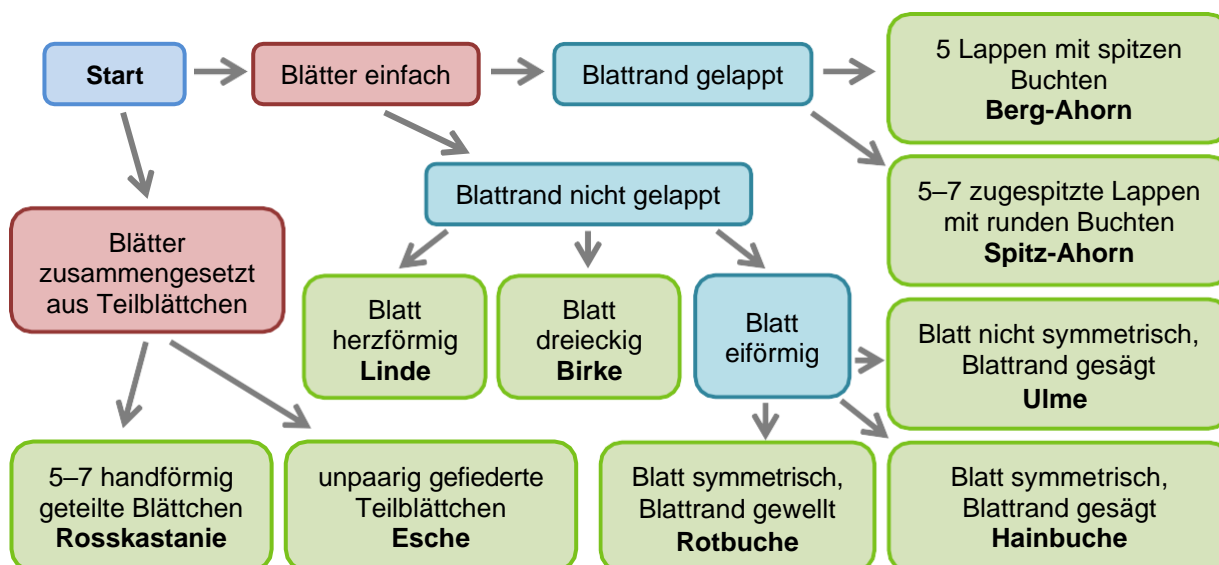 Start
Blätter einfach
Blattrand gelappt
5 Lappen mit spitzen
Buchten
Berg-Ahorn
Blattrand nicht gelappt
5–7 zugespitzte Lappen
mit runden Buchten
Spitz-Ahorn
Blätter
zusammengesetzt
aus Teilblättchen
Blatt
herzförmig
Linde
Blatt
dreieckig
Birke
Blatt
eiförmig
Blatt nicht symmetrisch,
Blattrand gesägt
Ulme
5–7 handförmig
geteilte Blättchen
Rosskastanie
unpaarig gefiederte
Teilblättchen
Esche
Blatt symmetrisch,
Blattrand gewellt
Rotbuche
Blatt symmetrisch,
Blattrand gesägt
Hainbuche